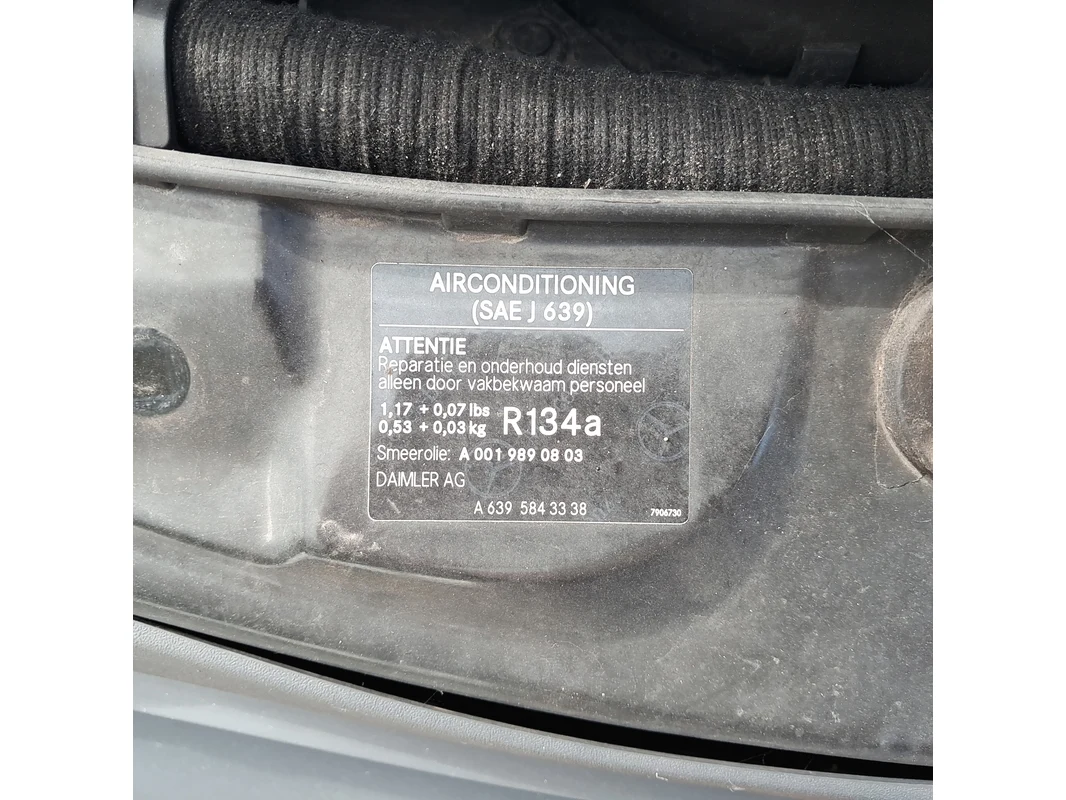 AIRCONDITIONING
(SAE J 639)
ATTENTIE
Reparatie en onderhoud diensten
alleen door vakbekwaam personeel
1,17 + 0,07 lbs
0,53 + 0,03 kg R134a
Smeerolie: A 001 989 08 03
DAIMLER AG
A 639 584 33 38 7906730